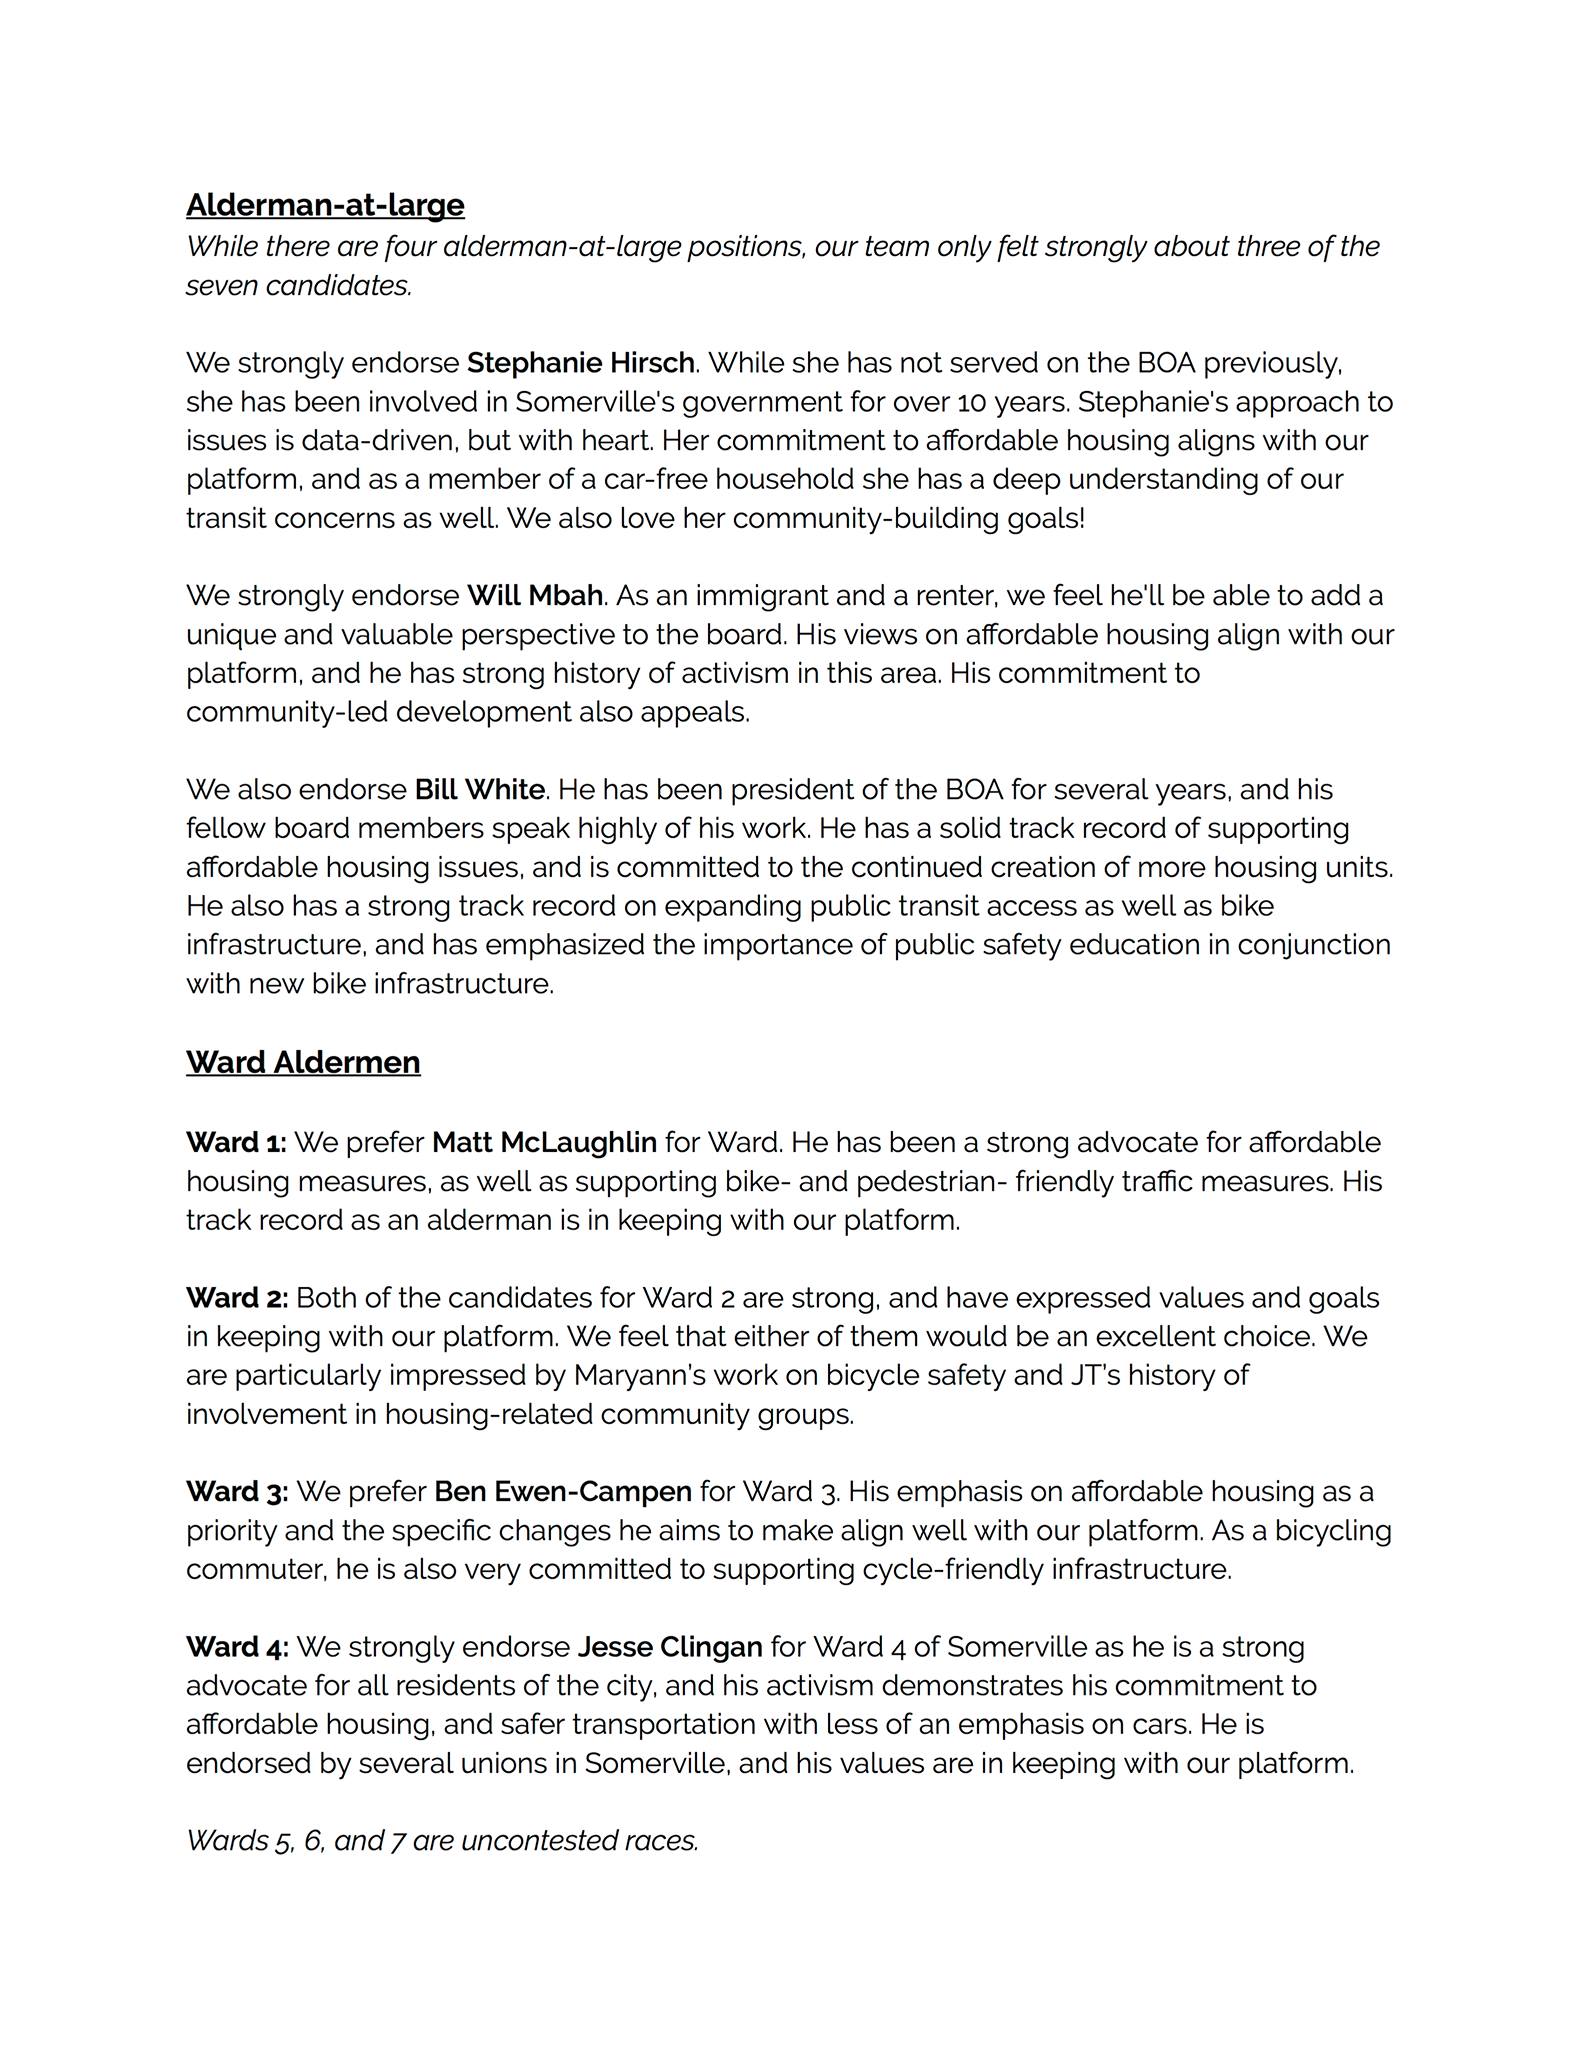 Alderman-at-large
While there are four alderman-at-large positions, our team only felt strongly about three of the
seven candidates.
We strongly endorse Stephanie Hirsch. While she has not served on the BOA previously,
she has been involved in Somerville's government for over 10 years. Stephanie's approach to
issues is data-driven, but with heart. Her commitment to affordable housing aligns with our
platform, and as a member of a car-free household she has a deep understanding of our
transit concerns as well. We also love her community-building goals!
We strongly endorse Will Mbah. As an immigrant and a renter, we feel he'll be able to add a
unique and valuable perspective to the board. His views on affordable housing align with our
platform, and he has strong history of activism in this area. His commitment to
community-led development also appeals.
We also endorse Bill White. He has been president of the BOA for several years, and his
fellow board members speak highly of his work. He has a solid track record of supporting
affordable housing issues, and is committed to the continued creation of more housing units.
He also has a strong track record on expanding public transit access as well as bike
infrastructure, and has emphasized the importance of public safety education in conjunction
with new bike infrastructure.
Ward Aldermen
Ward 1: We prefer Matt McLaughlin for Ward. He has been a strong advocate for affordable
housing measures, as well as supporting bike- and pedestrian- friendly traffic measures. His
track record as an alderman is in keeping with our platform.
Ward 2: Both of the candidates for Ward 2 are strong, and have expressed values and goals
in keeping with our platform. We feel that either of them would be an excellent choice. We
are particularly impressed by Maryann's work on bicycle safety and JT's history of
involvement in housing-related community groups.
Ward 3: We prefer Ben Ewen-Campen for Ward 3. His emphasis on affordable housing as a
priority and the specific changes he aims to make align well with our platform. As a bicycling
commuter, he is also very committed to supporting cycle-friendly infrastructure.
Ward 4: We strongly endorse Jesse Clingan for Ward 4 of Somerville as he is a strong
advocate for all residents of the city, and his activism demonstrates his commitment to
affordable housing, and safer transportation with less of an emphasis on cars. He is
endorsed by several unions in Somerville, and his values are in keeping with our platform.
Wards 5, 6, and 7 are uncontested races.